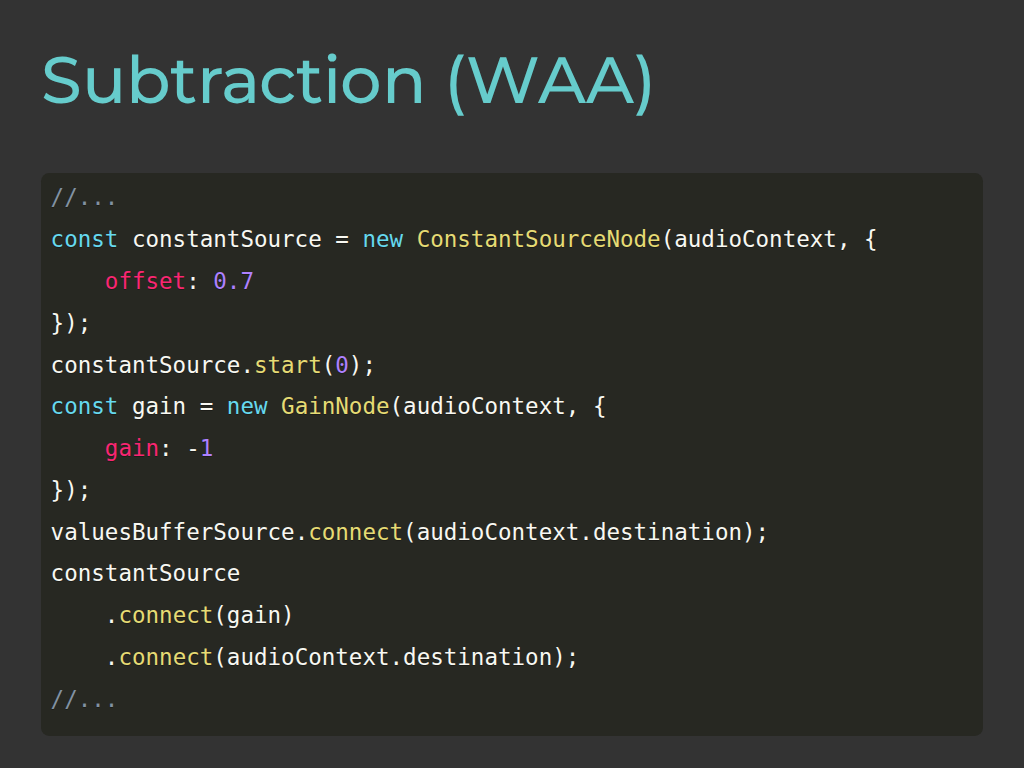 Subtraction (WAA)
//...
const constantSource = new ConstantSourceNode(audioContext, {
    offset: 0.7
});
constantSource.start(0);
const gain = new GainNode(audioContext, {
    gain: -1
});
valuesBufferSource.connect(audioContext.destination);
constantSource
    .connect(gain)
    .connect(audioContext.destination);
//...